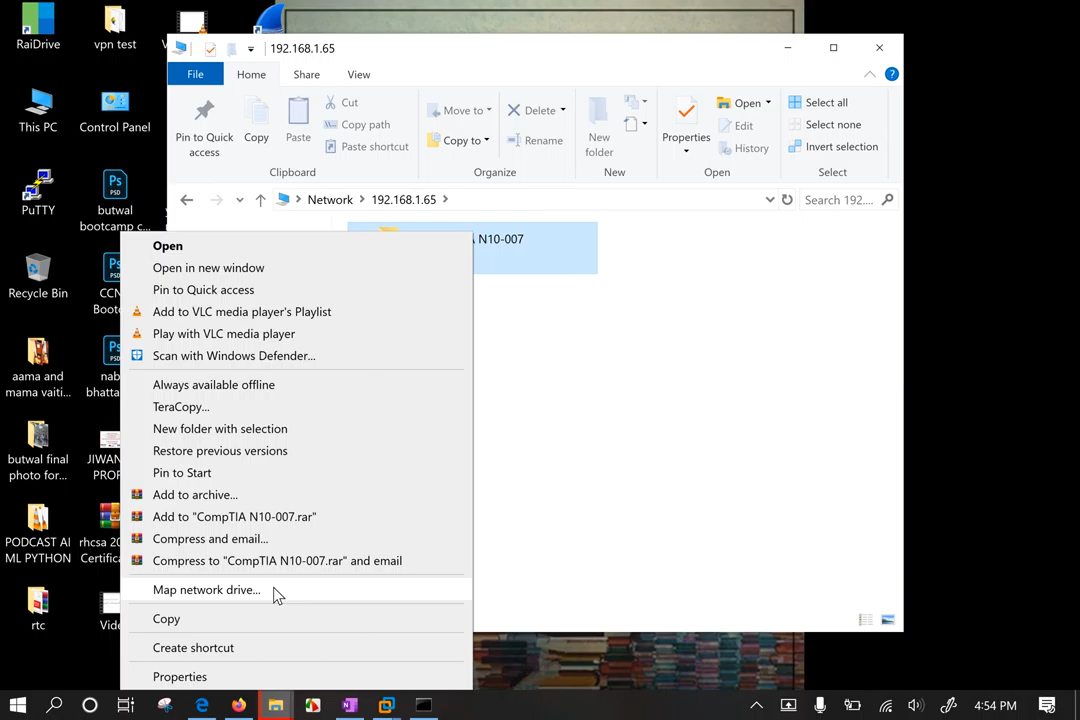 RaiDrive
vpn test
V
This PC
Control Panel
PuTTY
butwal
bootcamp c...
Recycle Bin
CCN
Boot
aama and
mama vaiti...
nab
bhatta
butwal final
photo for...
JIWAN
PROF
PODCAST AI
ML PYTHON
rhcsa 20
Certifica
rtc
Vide
192.168.1.65
File
Home
Share
View
Pin to Quick
access
Copy
Paste
Cut
Copy path
Paste shortcut
Clipboard
Move to
Copy to
Delete
Rename
Organize
New
folder
New
Properties
Open
Edit
History
Open
Select all
Select none
Invert selection
Select
Network
192.168.1.65
Search 192....
A N10-007
Open
Open in new window
Pin to Quick access
Add to VLC media player's Playlist
Play with VLC media player
Scan with Windows Defender...
Always available offline
TeraCopy...
New folder with selection
Restore previous versions
Pin to Start
Add to archive...
Add to "CompTIA N10-007.rar"
Compress and email...
Compress to "CompTIA N10-007.rar" and email
Map network drive...
Copy
Create shortcut
Properties
4:54 PM